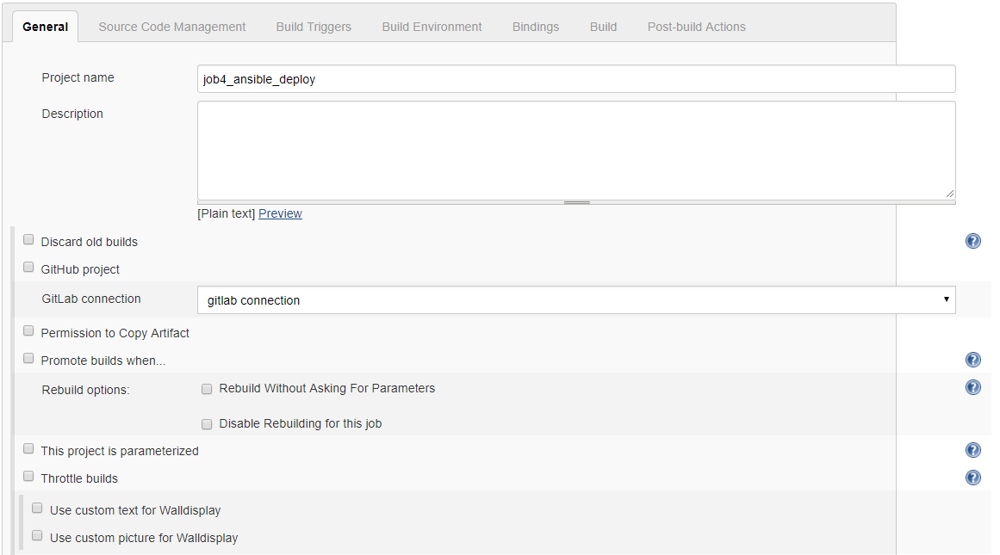 General Source Code Management Build Triggers Build Environment Bindings Build Post-build Actions
Project name job4_ansible_deploy
Description
[Plain text] Preview
Discard old builds
GitHub project
GitLab connection gitlab connection
Permission to Copy Artifact
Promote builds when...
Rebuild options: Rebuild Without Asking For Parameters
Disable Rebuilding for this job
This project is parameterized
Throttle builds
Use custom text for Walldisplay
Use custom picture for Walldisplay